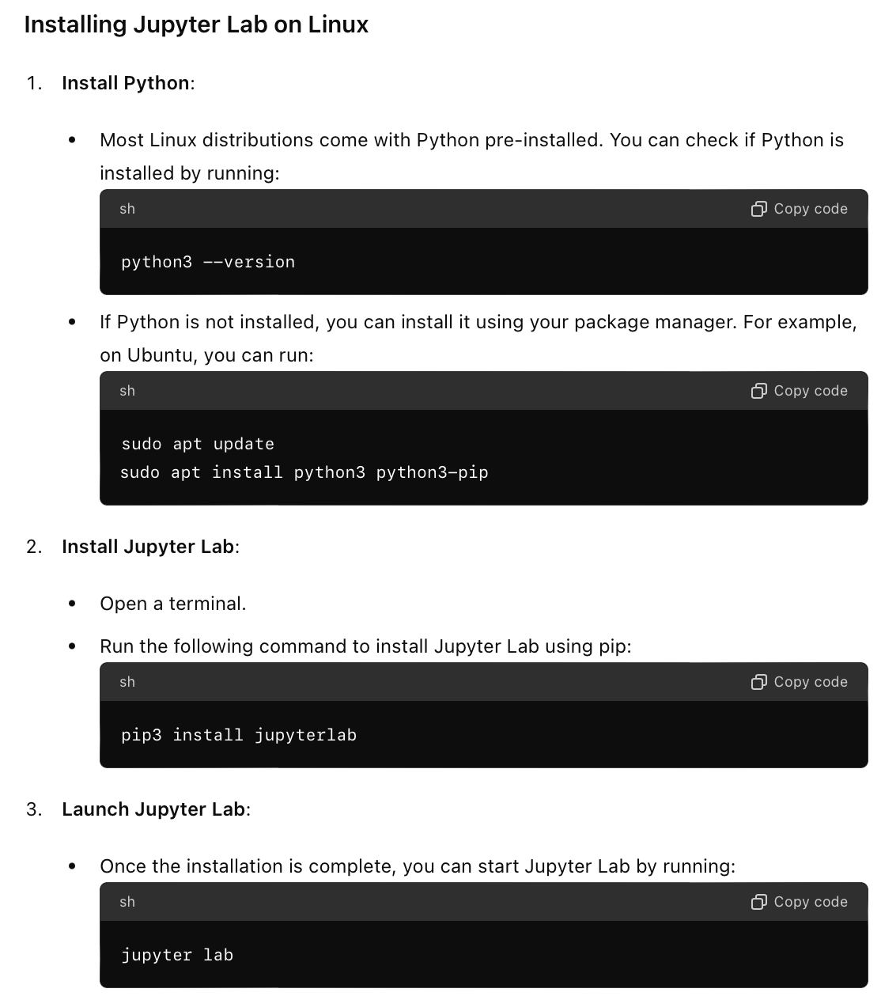 Installing Jupyter Lab on Linux
1. Install Python:
• Most Linux distributions come with Python pre-installed. You can check if Python is
installed by running:
sh Copy code
python3 --version
• If Python is not installed, you can install it using your package manager. For example,
on Ubuntu, you can run:
sh Copy code
sudo apt update
sudo apt install python3 python3-pip
2. Install Jupyter Lab:
• Open a terminal.
• Run the following command to install Jupyter Lab using pip:
sh Copy code
pip3 install jupyterlab
3. Launch Jupyter Lab:
• Once the installation is complete, you can start Jupyter Lab by running:
sh Copy code
jupyter lab